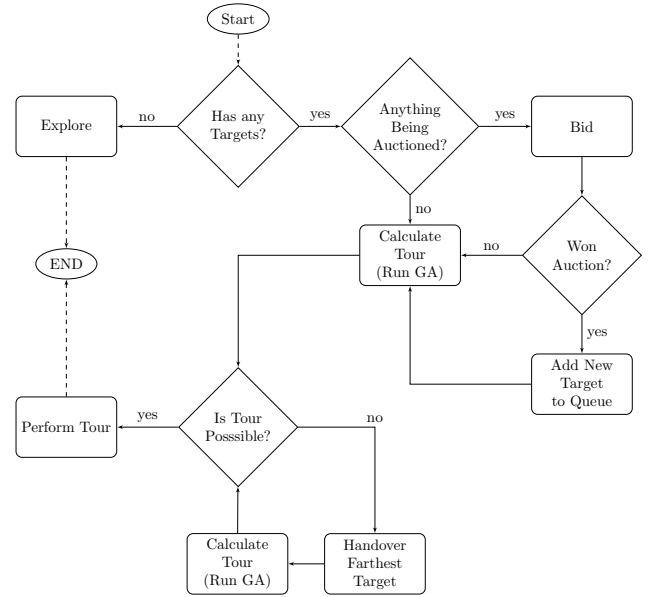 Start
Has any
Targets?
no
yes
Explore
Anything
Being
Auctioned?
yes
Bid
no
Calculate
Tour
(Run GA)
no
Won
Auction?
yes
END
Add New
Target
to Queue
Perform Tour
yes
Is Tour
Posssible?
no
Calculate
Tour
(Run GA)
Handover
Farthest
Target